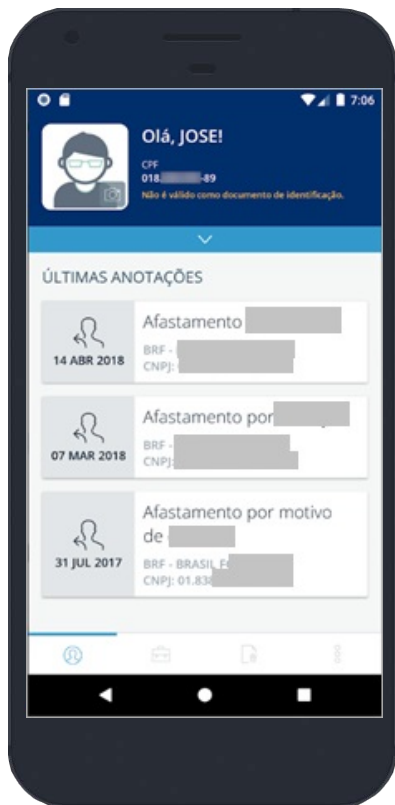 7:06
Olá, JOSE!
CPF
018. -89
Não é válido como documento de identificação.
ÚLTIMAS ANOTAÇÕES
Afastamento
BRF -
14 ABR 2018
CNPJ:
Afastamento por
BRF -
07 MAR 2018
CNPJ:
Afastamento por motivo
de
31 JUL 2017
BRF - BRASIL
CNPJ: 01.838